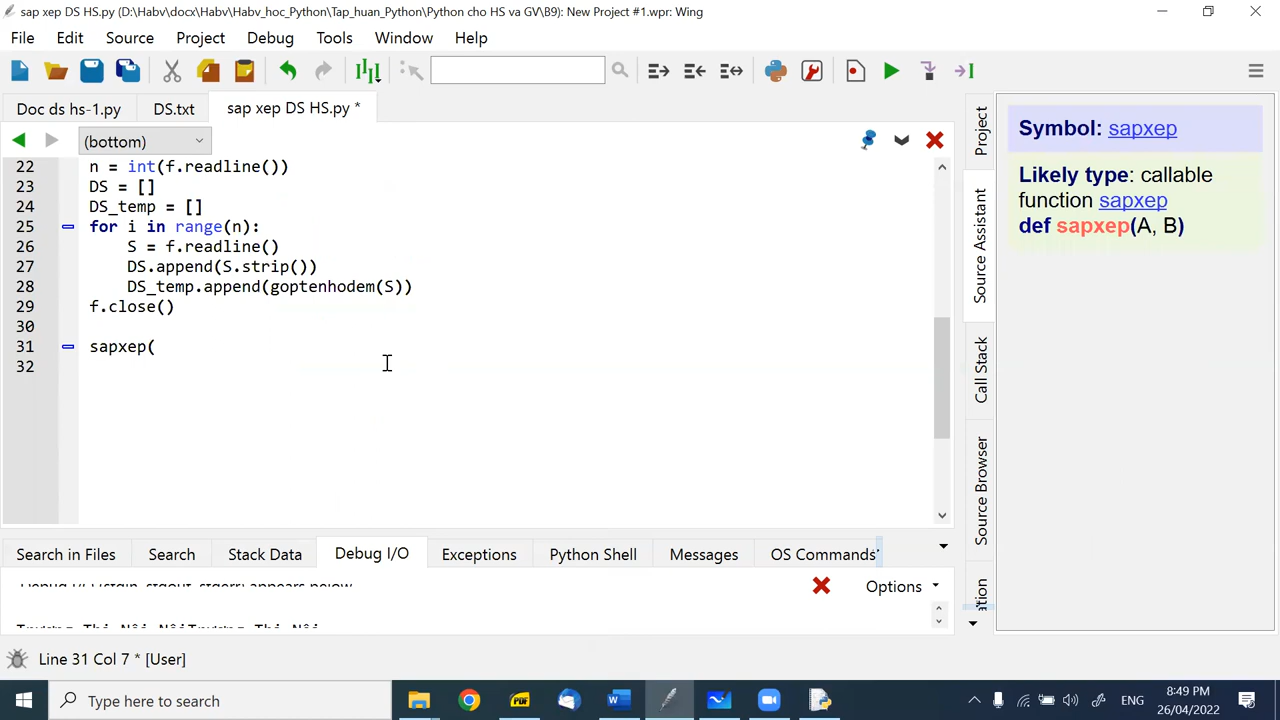 sap xep DS HS.py (D:\Habv\docx\Habv\Habv_hoc_Python\Tap_huan_Python\Python cho HS va GV\B9): New Project #1.wpr: Wing
File Edit Source Project Debug Tools Window Help
Doc ds hs-1.py DS.txt sap xep DS HS.py *
(bottom)
22 n = int(f.readline())
23 DS = []
24 DS_temp = []
25 for i in range(n):
26 S = f.readline()
27 DS.append(S.strip())
28 DS_temp.append(goptenhodem(S))
29 f.close()
30
31 sapxep(
32
Project
Source Assistant
Call Stack
Source Browser
Symbol: sapxep
Likely type: callable
function sapxep
def sapxep(A, B)
Search in Files Search Stack Data Debug I/O Exceptions Python Shell Messages OS Commands
Options
Line 31 Col 7 * [User]
Type here to search
ENG
8:49 PM
26/04/2022